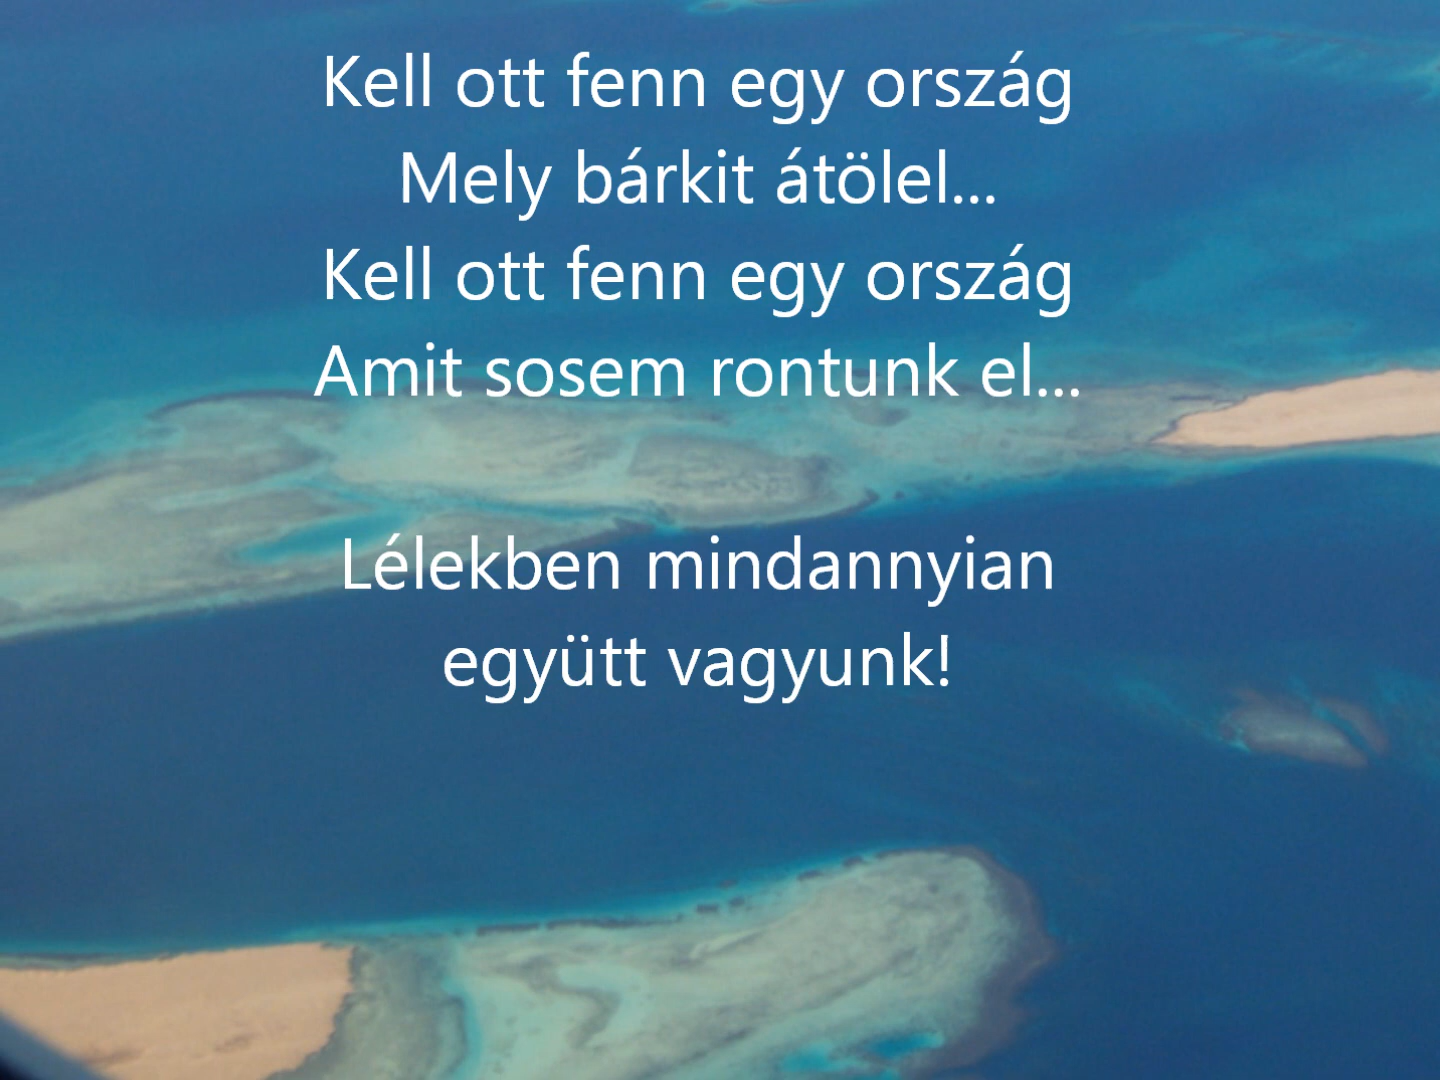 Kell ott fenn egy ország
Mely bárkit átölel...
Kell ott fenn egy ország
Amit sosem rontunk el...
Lélekben mindannyian
együtt vagyunk!